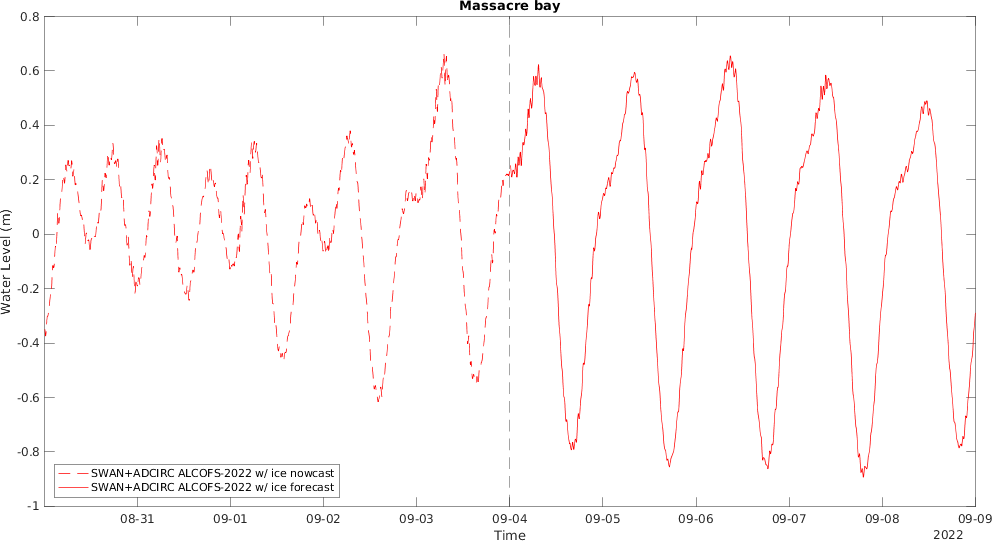 Massacre bay
0.8
0.6
0.4
0.2
0
-0.2
-0.4
-0.6
-0.8
-1
Water Level (m)
SWAN+ADCIRC ALCOFS-2022 w/ ice nowcast
SWAN+ADCIRC ALCOFS-2022 w/ ice forecast
08-31 09-01 09-02 09-03 09-04 09-05 09-06 09-07 09-08 09-09
Time
2022